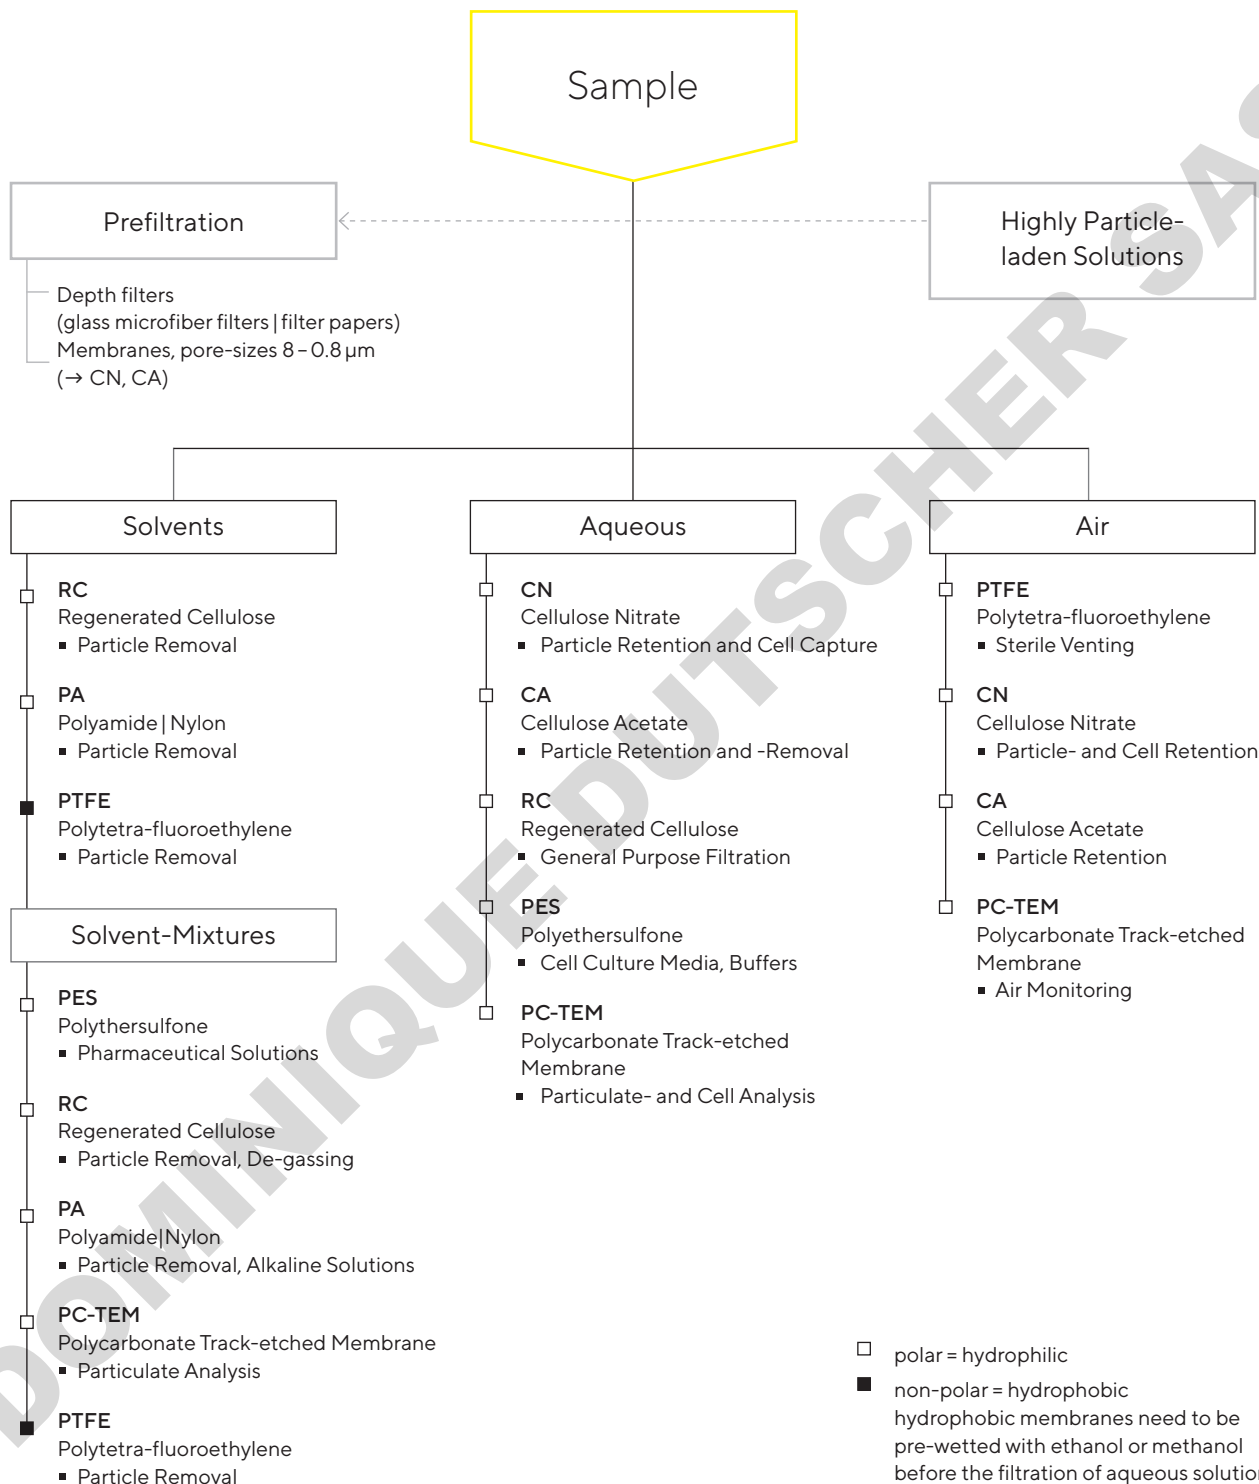 Sample
Prefiltration
Highly Particle-
laden Solutions
Depth filters
(glass microfiber filters | filter papers)
Membranes, pore-sizes 8 – 0.8 µm
(→ CN, CA)
Solvents
RC
Regenerated Cellulose
▪ Particle Removal
PA
Polyamide | Nylon
▪ Particle Removal
PTFE
Polytetra-fluoroethylene
▪ Particle Removal
Solvent-Mixtures
PES
Polythersulfone
▪ Pharmaceutical Solutions
RC
Regenerated Cellulose
▪ Particle Removal, De-gassing
PA
Polyamide|Nylon
▪ Particle Removal, Alkaline Solutions
PC-TEM
Polycarbonate Track-etched Membrane
▪ Particulate Analysis
PTFE
Polytetra-fluoroethylene
▪ Particle Removal
Aqueous
CN
Cellulose Nitrate
▪ Particle Retention and Cell Capture
CA
Cellulose Acetate
▪ Particle Retention and -Removal
RC
Regenerated Cellulose
▪ General Purpose Filtration
PES
Polyethersulfone
▪ Cell Culture Media, Buffers
PC-TEM
Polycarbonate Track-etched
Membrane
▪ Particulate- and Cell Analysis
Air
PTFE
Polytetra-fluoroethylene
▪ Sterile Venting
CN
Cellulose Nitrate
▪ Particle- and Cell Retention
CA
Cellulose Acetate
▪ Particle Retention
PC-TEM
Polycarbonate Track-etched
Membrane
▪ Air Monitoring
polar = hydrophilic
non-polar = hydrophobic
hydrophobic membranes need to be
pre-wetted with ethanol or methanol
before the filtration of aqueous
DOMINIQUE DUTSCHER SAS